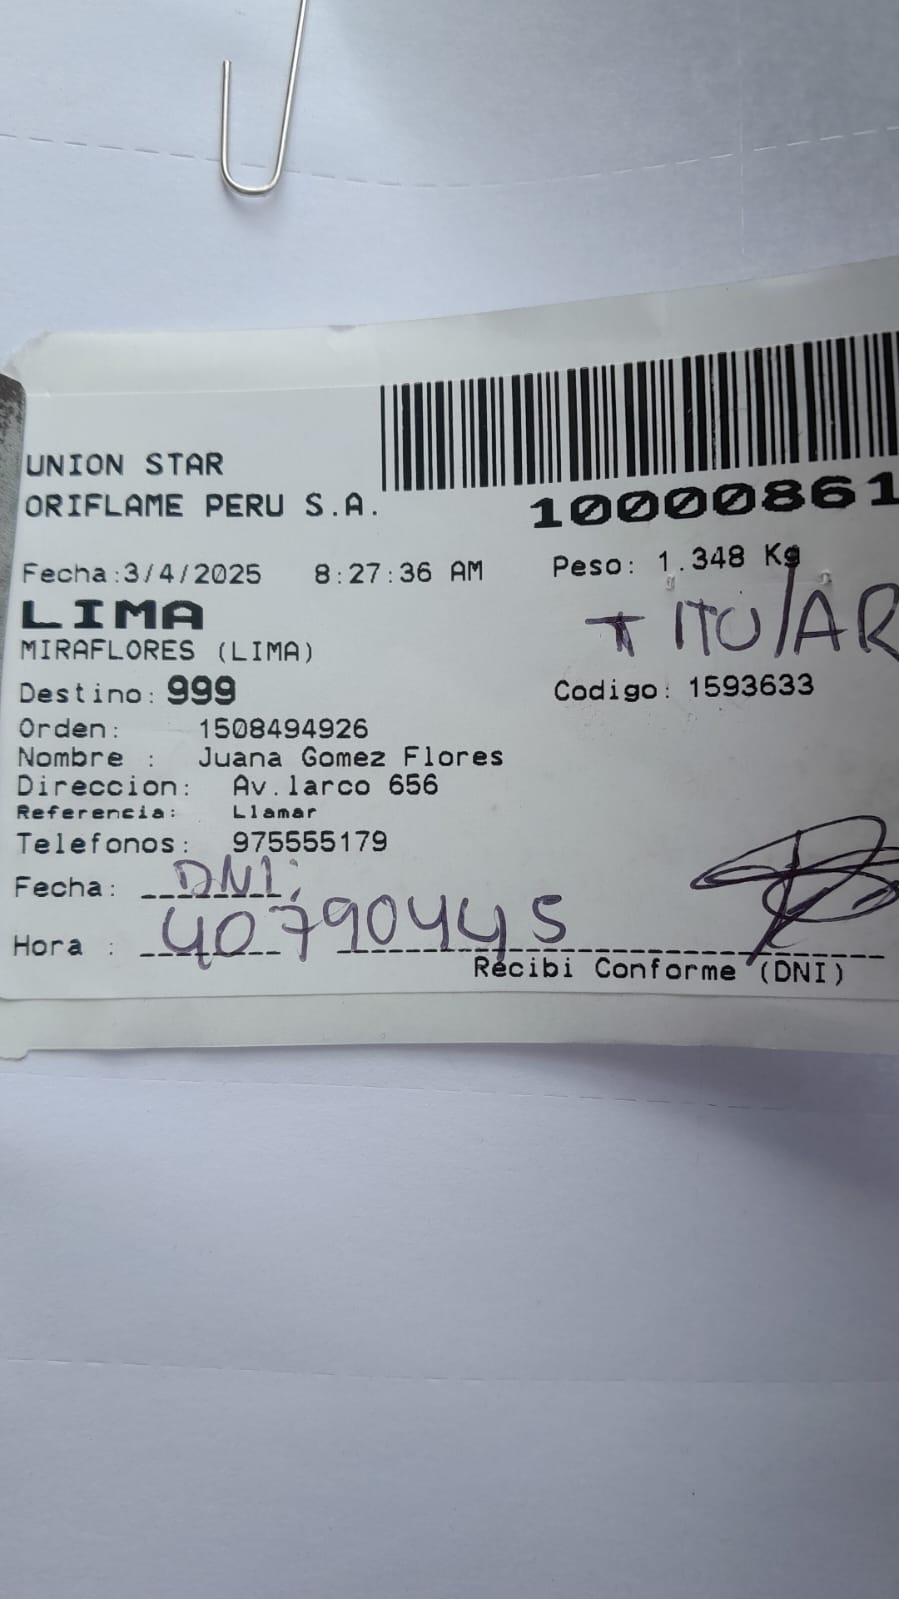 UNION STAR
ORIFLAME PERU S.A.
10000861
Fecha:3/4/2025 8:27:36 AM Peso: 1.348 Kg
LIMA
TITULAR
MIRAFLORES (LIMA)
Destino: 999 Codigo: 1593633
Orden: 1508494926
Nombre : Juana Gomez Flores
Direccion: Av.larco 656
Referencia: Llamar
Telefonos: 975555179
Fecha: DNI:
Hora : 40790445
Recibi Conforme (DNI)